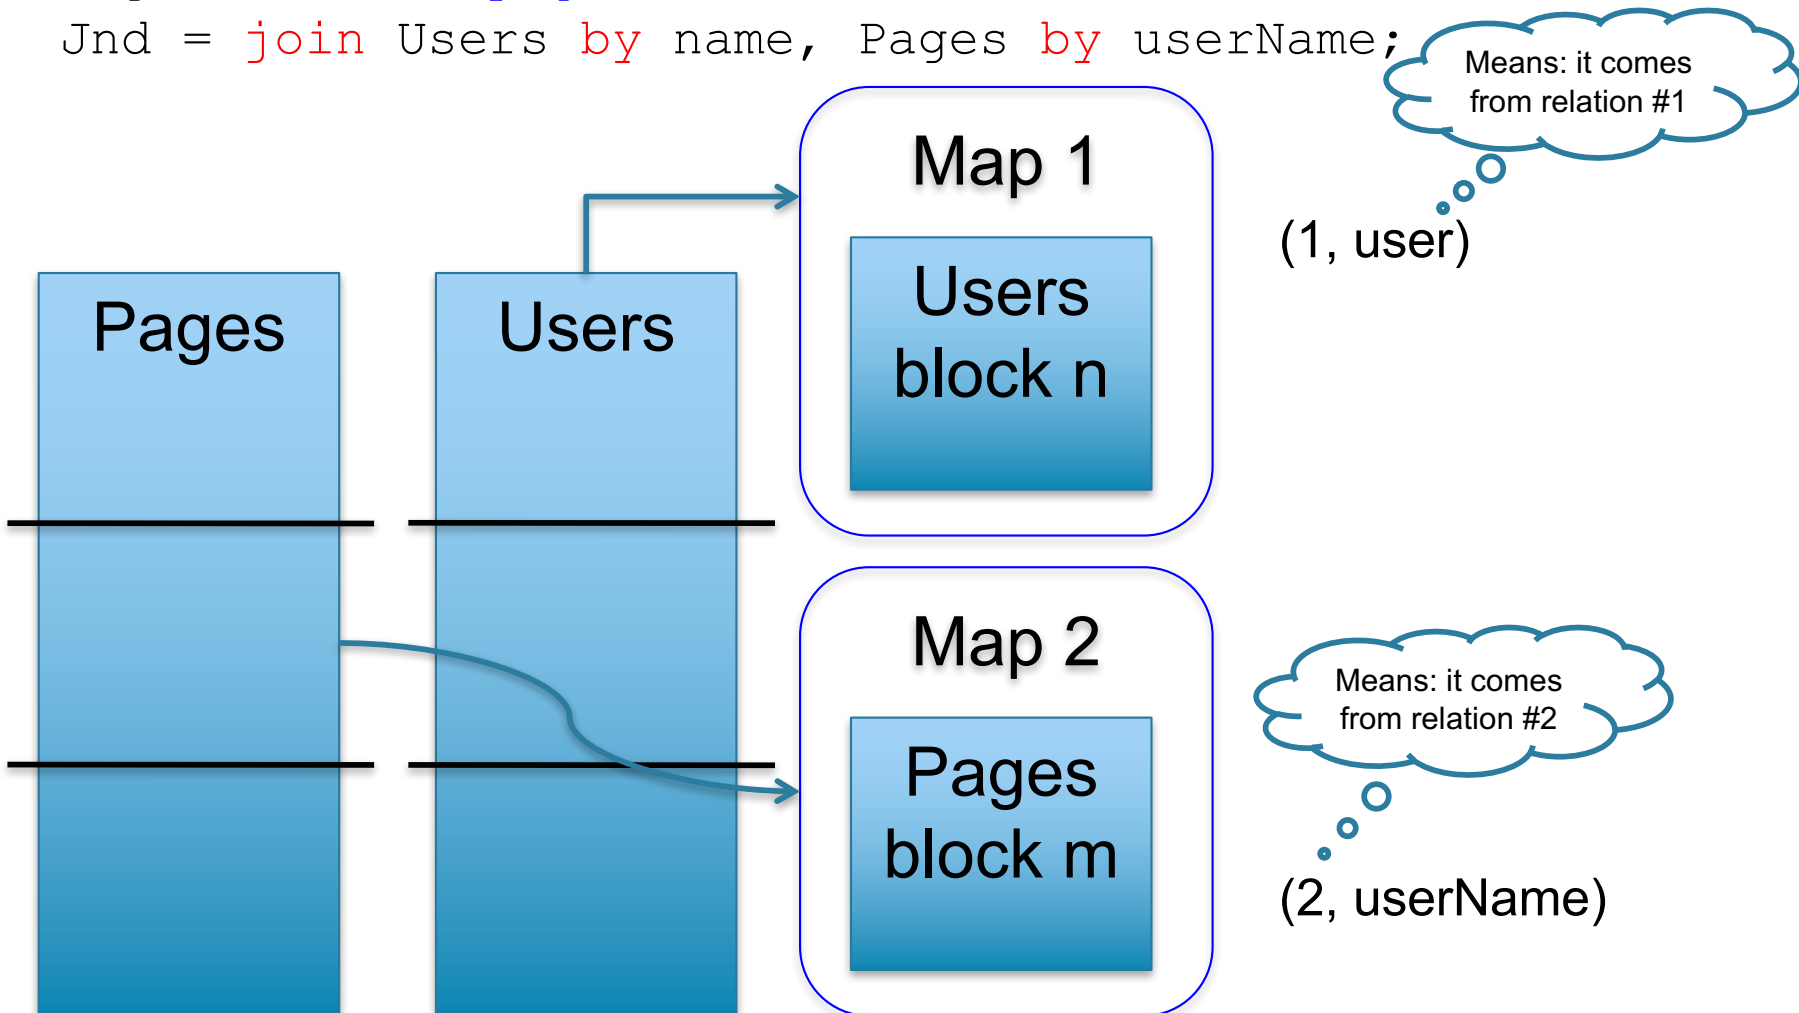 Jnd = join Users by name, Pages by userName;
Means: it comes
from relation #1
Map 1
(1, user)
Users
block n
Pages
Users
Map 2
Means: it comes
from relation #2
Pages
block m
(2, userName)